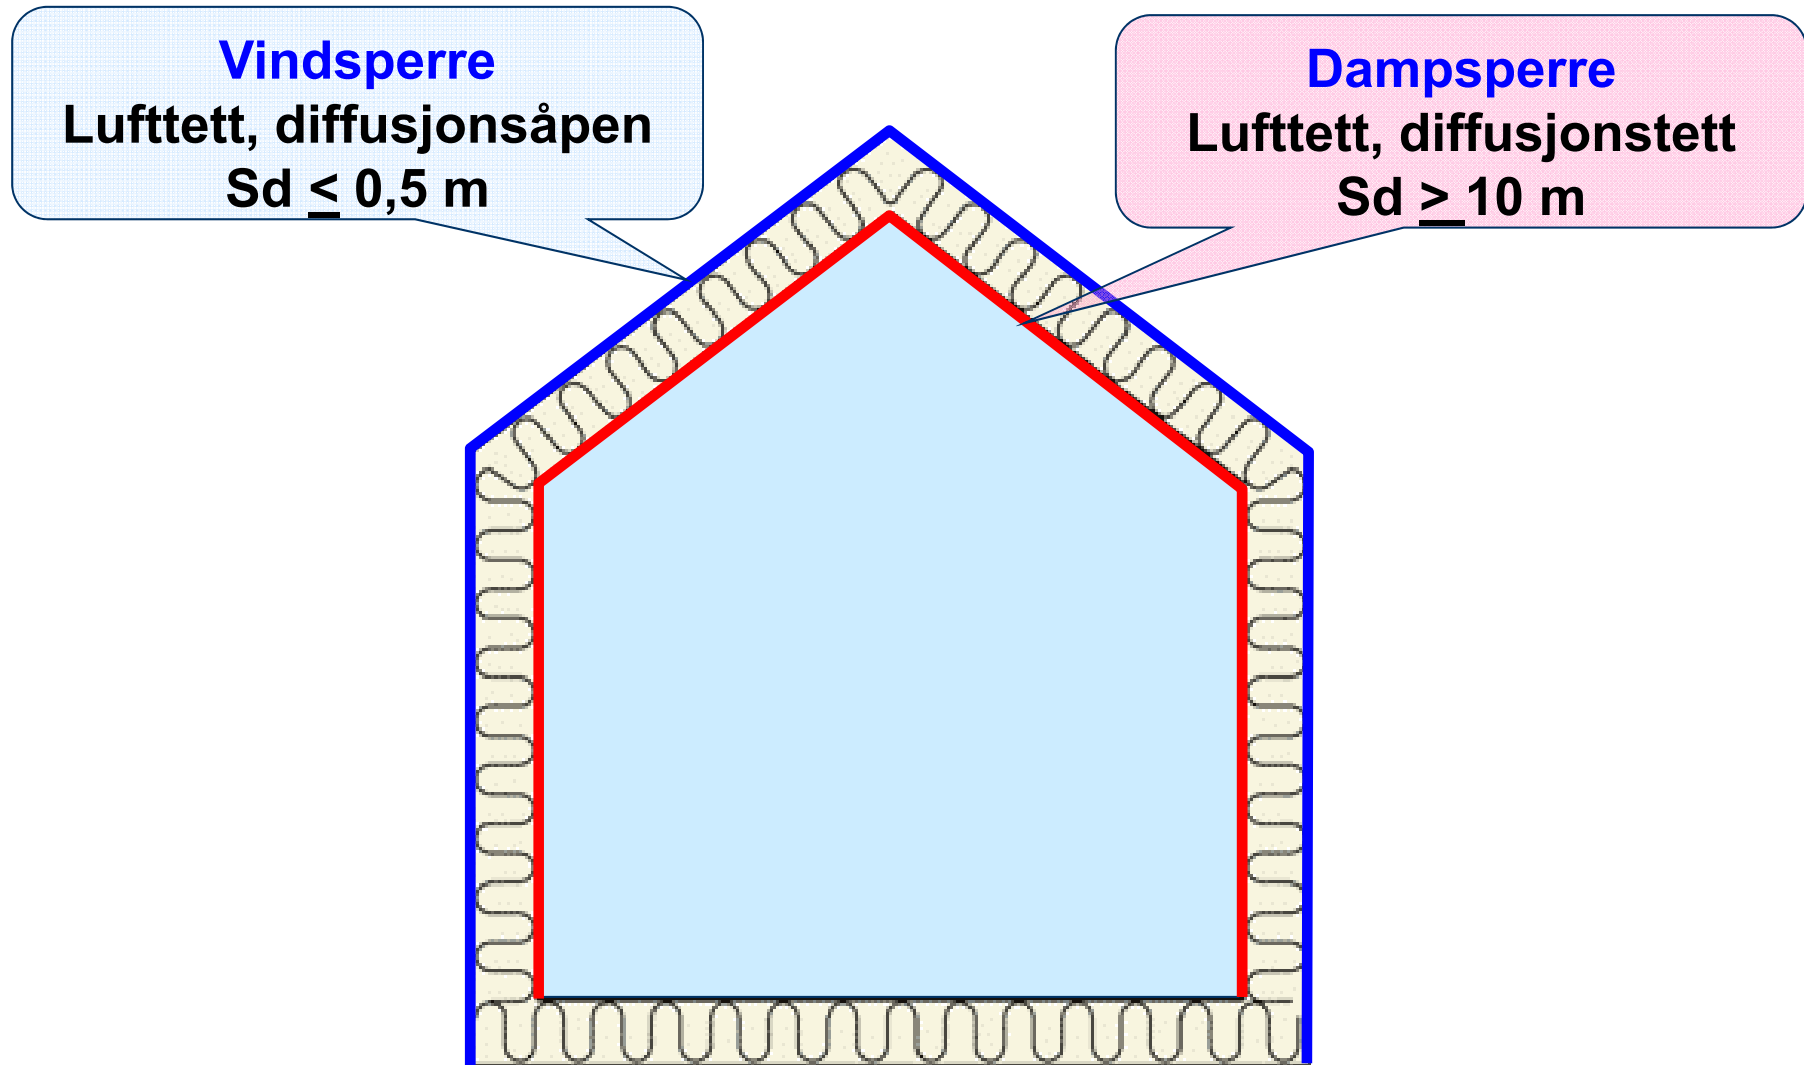 Vindsperre
Lufttett, diffusjonsåpen
Sd < 0,5 m
Dampsperre
Lufttett, diffusjonstett
Sd > 10 m